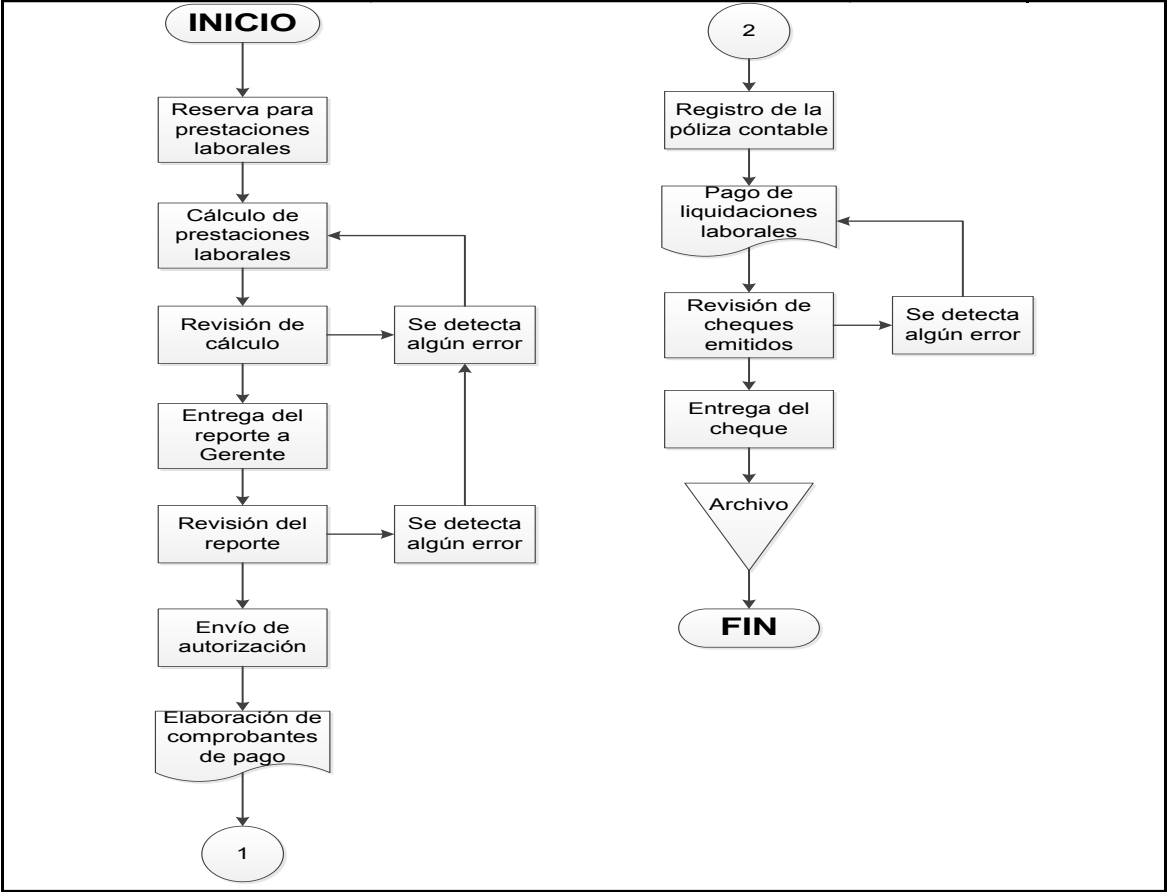 INICIO
Reserva para
prestaciones
laborales
Cálculo de
prestaciones
laborales
Revisión de
cálculo
Se detecta
algún error
Entrega del
reporte a
Gerente
Revisión del
reporte
Se detecta
algún error
Envío de
autorización
Elaboración de
comprobantes
de pago
1
2
Registro de la
póliza contable
Pago de
liquidaciones
laborales
Revisión de
cheques
emitidos
Se detecta
algún error
Entrega del
cheque
Archivo
FIN